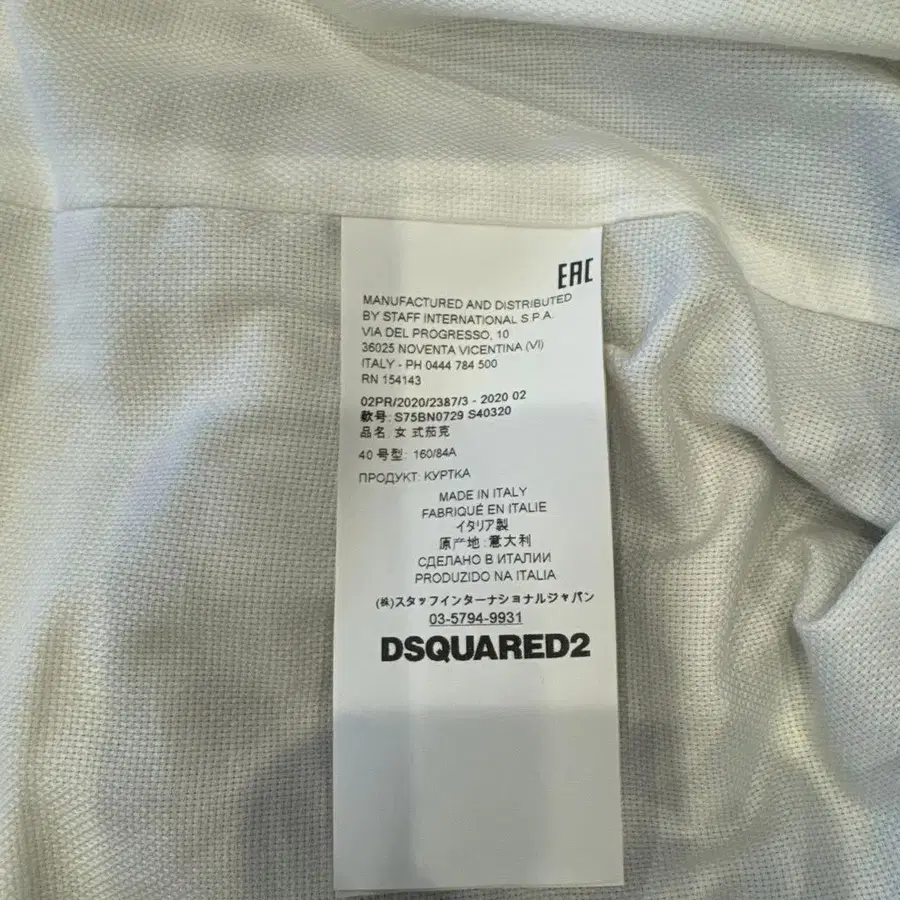 EAC
MANUFACTURED AND DISTRIBUTED
BY STAFF INTERNATIONAL S.P.A.
VIA DEL PROGRESSO, 10
36025 NOVENTA VICENTINA (VI)
ITALY - PH 0444 784 500
RN 154143
02PR/2020/2387/3 - 2020 02
款号: S75BN0729 S40320
品名: 女 式茄克
40 号型: 160/84A
ПРОДУКТ: КУРТКА
MADE IN ITALY
FABRIQUÉ EN ITALIE
イタリア製
原产地:意大利
СДЕЛАНО В ИТАЛИИ
PRODUZIDO NA ITALIA
(株)スタッフインターナショナルジャパン
03-5794-9931
DSQUARED2